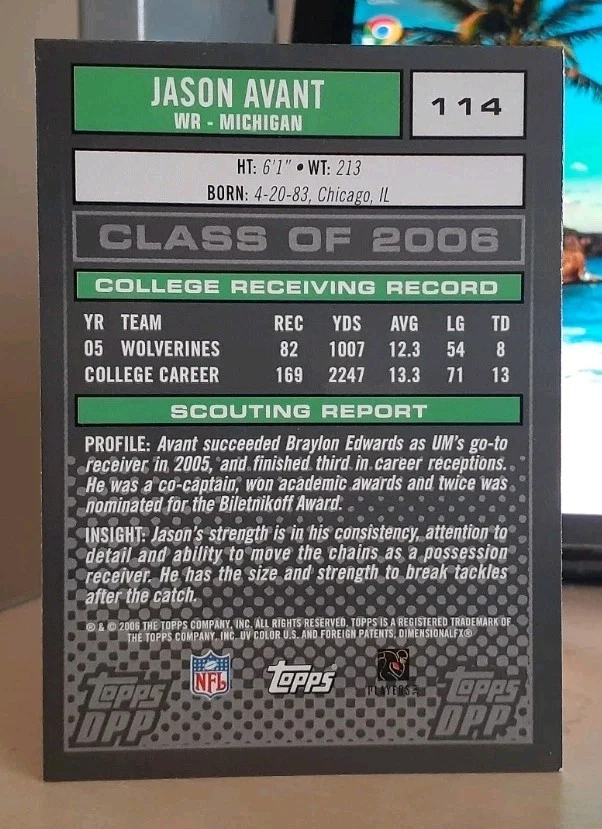 JASON AVANT
WR - MICHIGAN
114
HT: 6'1" • WT: 213
BORN: 4-20-83, Chicago, IL
CLASS OF 2006
COLLEGE RECEIVING RECORD
YR TEAM REC YDS AVG LG TD
05 WOLVERINES 82 1007 12.3 54 8
COLLEGE CAREER 169 2247 13.3 71 13
SCOUTING REPORT
PROFILE: Avant succeeded Braylon Edwards as UM's go-to
receiver in 2005, and finished third in career receptions.
He was a co-captain, won academic awards and twice was
nominated for the Biletnikoff Award.
INSIGHT: Jason's strength is in his consistency, attention to
detail and ability to move the chains as a possession
receiver. He has the size and strength to break tackles
after the catch.
® & © 2006 THE TOPPS COMPANY, INC. ALL RIGHTS RESERVED. TOPPS IS A REGISTERED TRADEMARK OF
THE TOPPS COMPANY, INC. UV COLOR U.S. AND FOREIGN PATENTS, DIMENSIONALFX®
Topps DPP
NFL
Topps
PLAYERS
Topps DPP